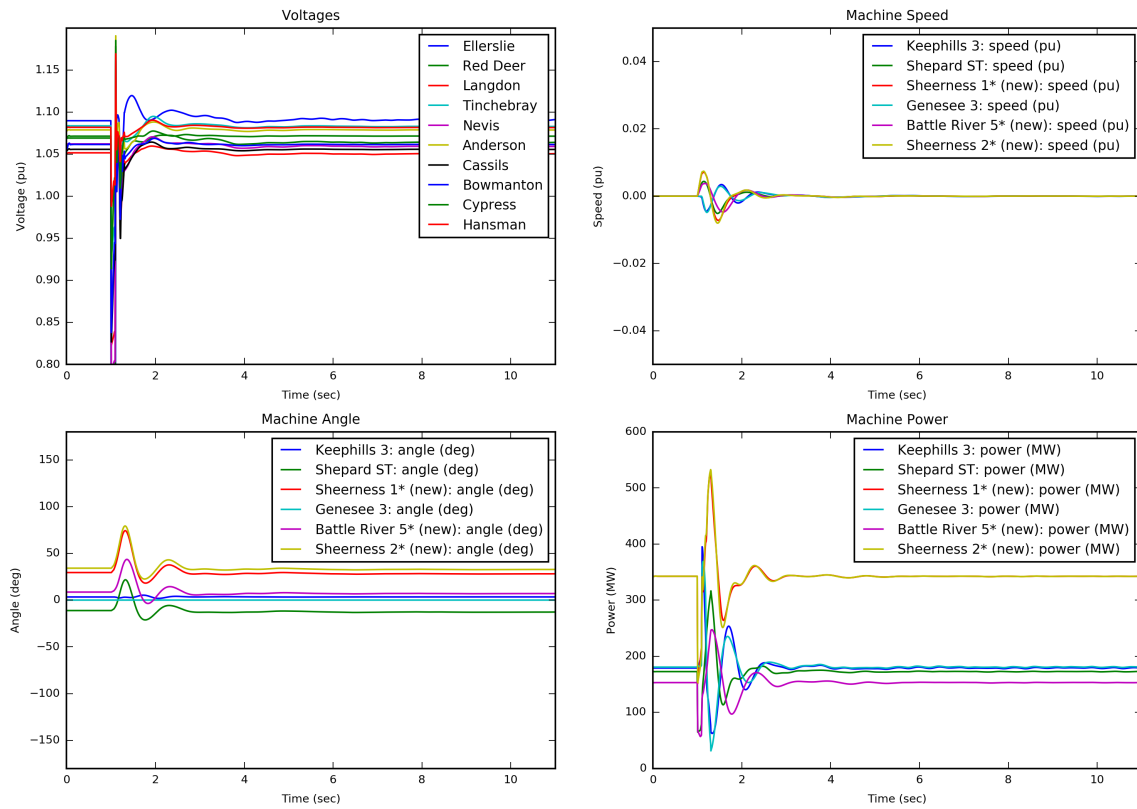 Voltages
1.15
1.10
1.05
1.00
0.95
0.90
0.85
0.80
Voltage (pu)
0
2
4
6
8
10
Time (sec)
Ellerslie
Red Deer
Langdon
Tinchebray
Nevis
Anderson
Cassils
Bowmanton
Cypress
Hansman
Machine Speed
0.04
0.02
0.00
−0.02
−0.04
Speed (pu)
0
2
4
6
8
10
Time (sec)
Keephills 3: speed (pu)
Shepard ST: speed (pu)
Sheerness 1* (new): speed (pu)
Genesee 3: speed (pu)
Battle River 5* (new): speed (pu)
Sheerness 2* (new): speed (pu)
Machine Angle
150
100
50
0
−50
−100
−150
Angle (deg)
0
2
4
6
8
10
Time (sec)
Keephills 3: angle (deg)
Shepard ST: angle (deg)
Sheerness 1* (new): angle (deg)
Genesee 3: angle (deg)
Battle River 5* (new): angle (deg)
Sheerness 2* (new): angle (deg)
Machine Power
600
500
400
300
200
100
0
Power (MW)
0
2
4
6
8
10
Time (sec)
Keephills 3: power (MW)
Shepard ST: power (MW)
Sheerness 1* (new): power (MW)
Genesee 3: power (MW)
Battle River 5* (new): power (MW)
Sheerness 2* (new): power (MW)